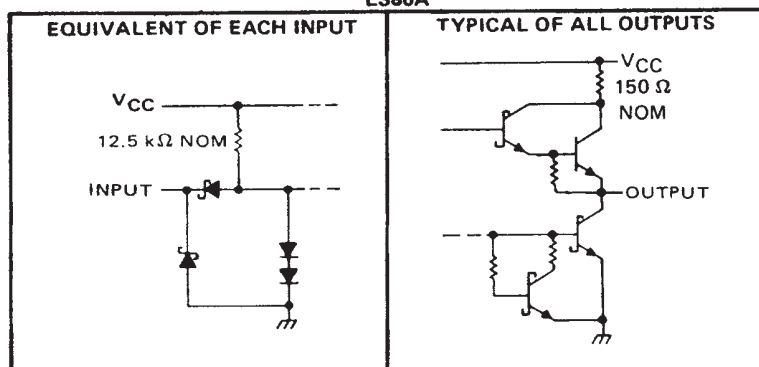 EQUIVALENT OF EACH INPUT
VCC
12.5 kΩ NOM
INPUT
TYPICAL OF ALL OUTPUTS
VCC
150 Ω
NOM
OUTPUT